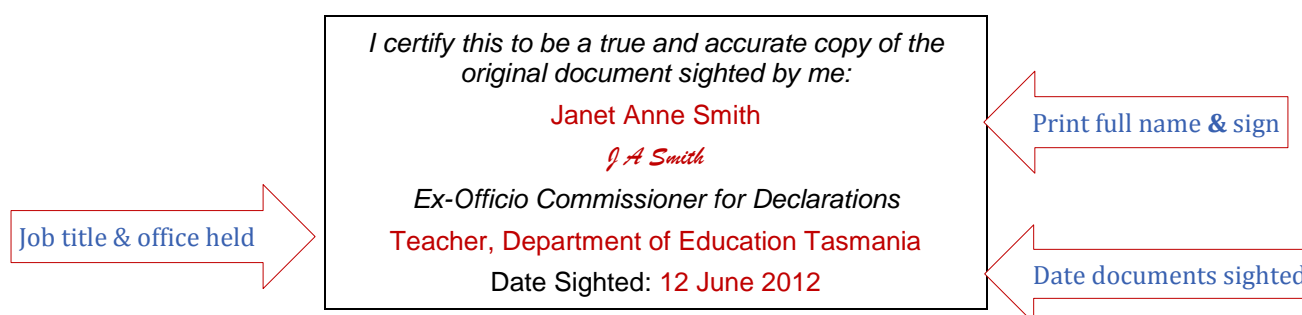 I certify this to be a true and accurate copy of the
original document sighted by me:
Janet Anne Smith
Print full name & sign
J A Smith
Ex-Officio Commissioner for Declarations
Job title & office held
Teacher, Department of Education Tasmania
Date Sighted: 12 June 2012
Date documents sighted